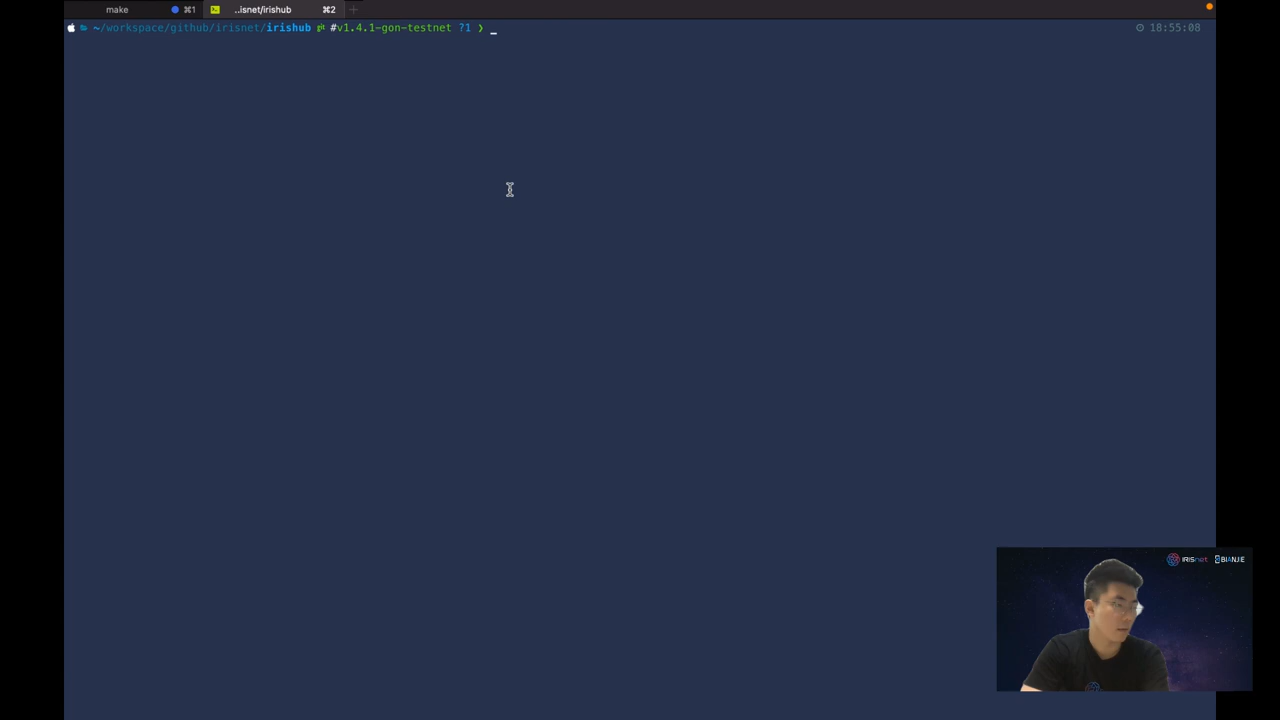 make ⌘1 ..isnet/irishub ⌘2 +
~/workspace/github/irisnet/irishub #v1.4.1-gon-testnet ?1 ❯ _ 18:55:08
IRISnet BIANJIE